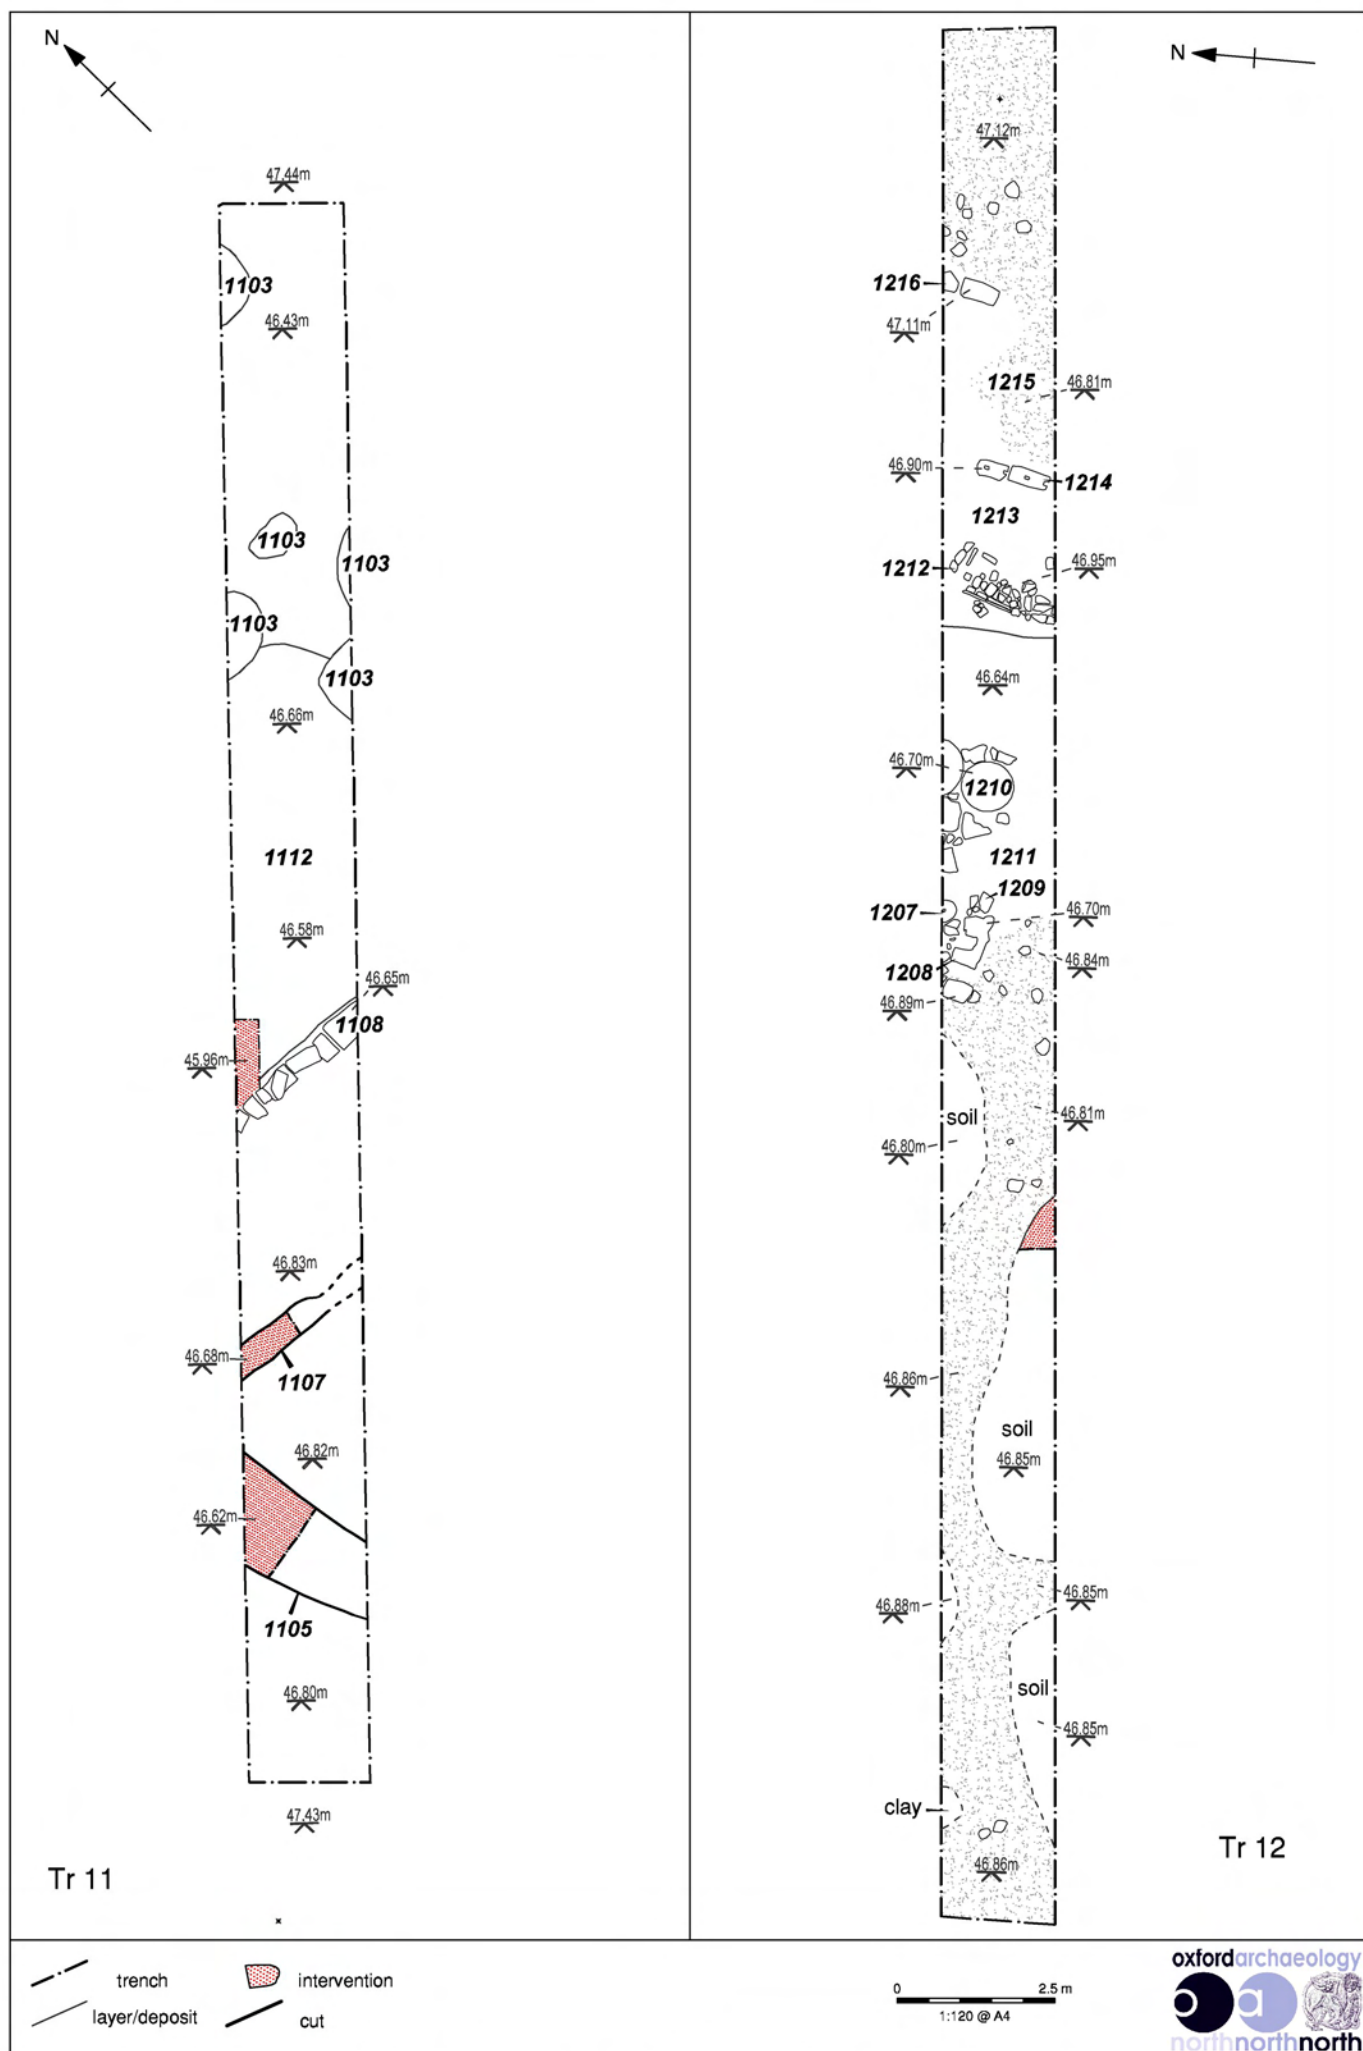 N
47.44m
1103
46.43m
1103
1103
1103
1103
46.66m
1112
46.58m
46.65m
1108
45.96m
46.83m
46.68m
1107
46.82m
46.62m
1105
46.80m
47.43m
Tr 11
N
47.12m
1216
47.11m
1215
46.81m
46.90m
1214
1213
1212
46.95m
46.64m
46.70m
1210
1211
1209
1207
46.70m
46.84m
1208
46.89m
soil
46.81m
46.80m
46.86m
soil
46.85m
46.85m
46.88m
soil
46.85m
clay
46.86m
Tr 12
trench
intervention
layer/deposit
cut
0 2.5 m
1:120 @ A4
oxfordarchaeology
o a
northnorthnorth